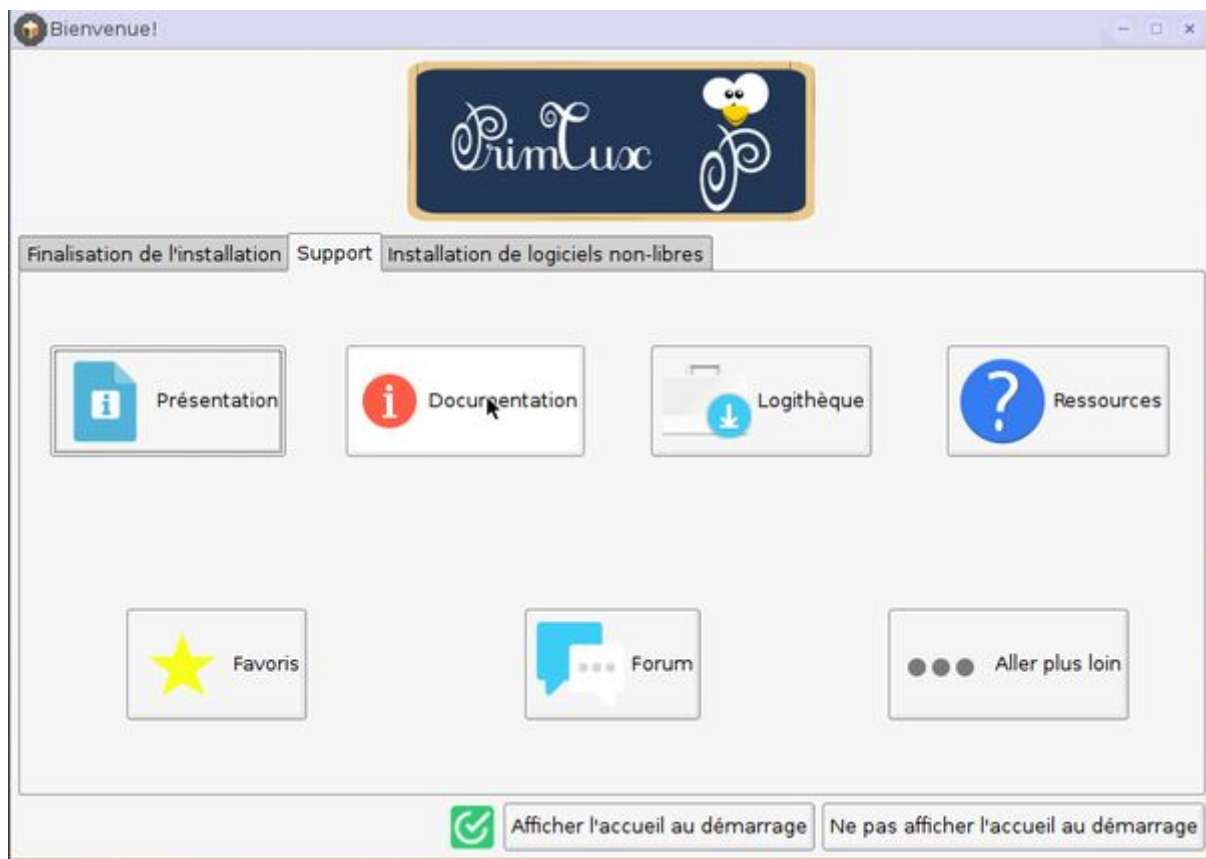 Bienvenue!
PrimTux
Finalisation de l'installation
Support
Installation de logiciels non-libres
Présentation
Documentation
Logithèque
Ressources
Favoris
Forum
Aller plus loin
Afficher l'accueil au démarrage
Ne pas afficher l'accueil au démarrage